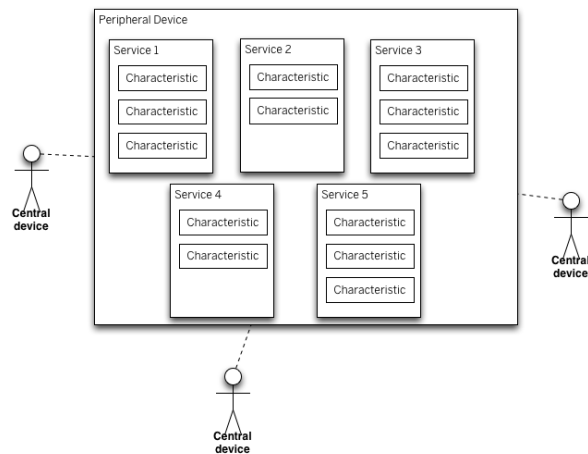 Peripheral Device
Service 1
Characteristic
Characteristic
Characteristic
Service 2
Characteristic
Characteristic
Service 3
Characteristic
Characteristic
Characteristic
Service 4
Characteristic
Characteristic
Service 5
Characteristic
Characteristic
Characteristic
Central
device
Central
device
Central
device